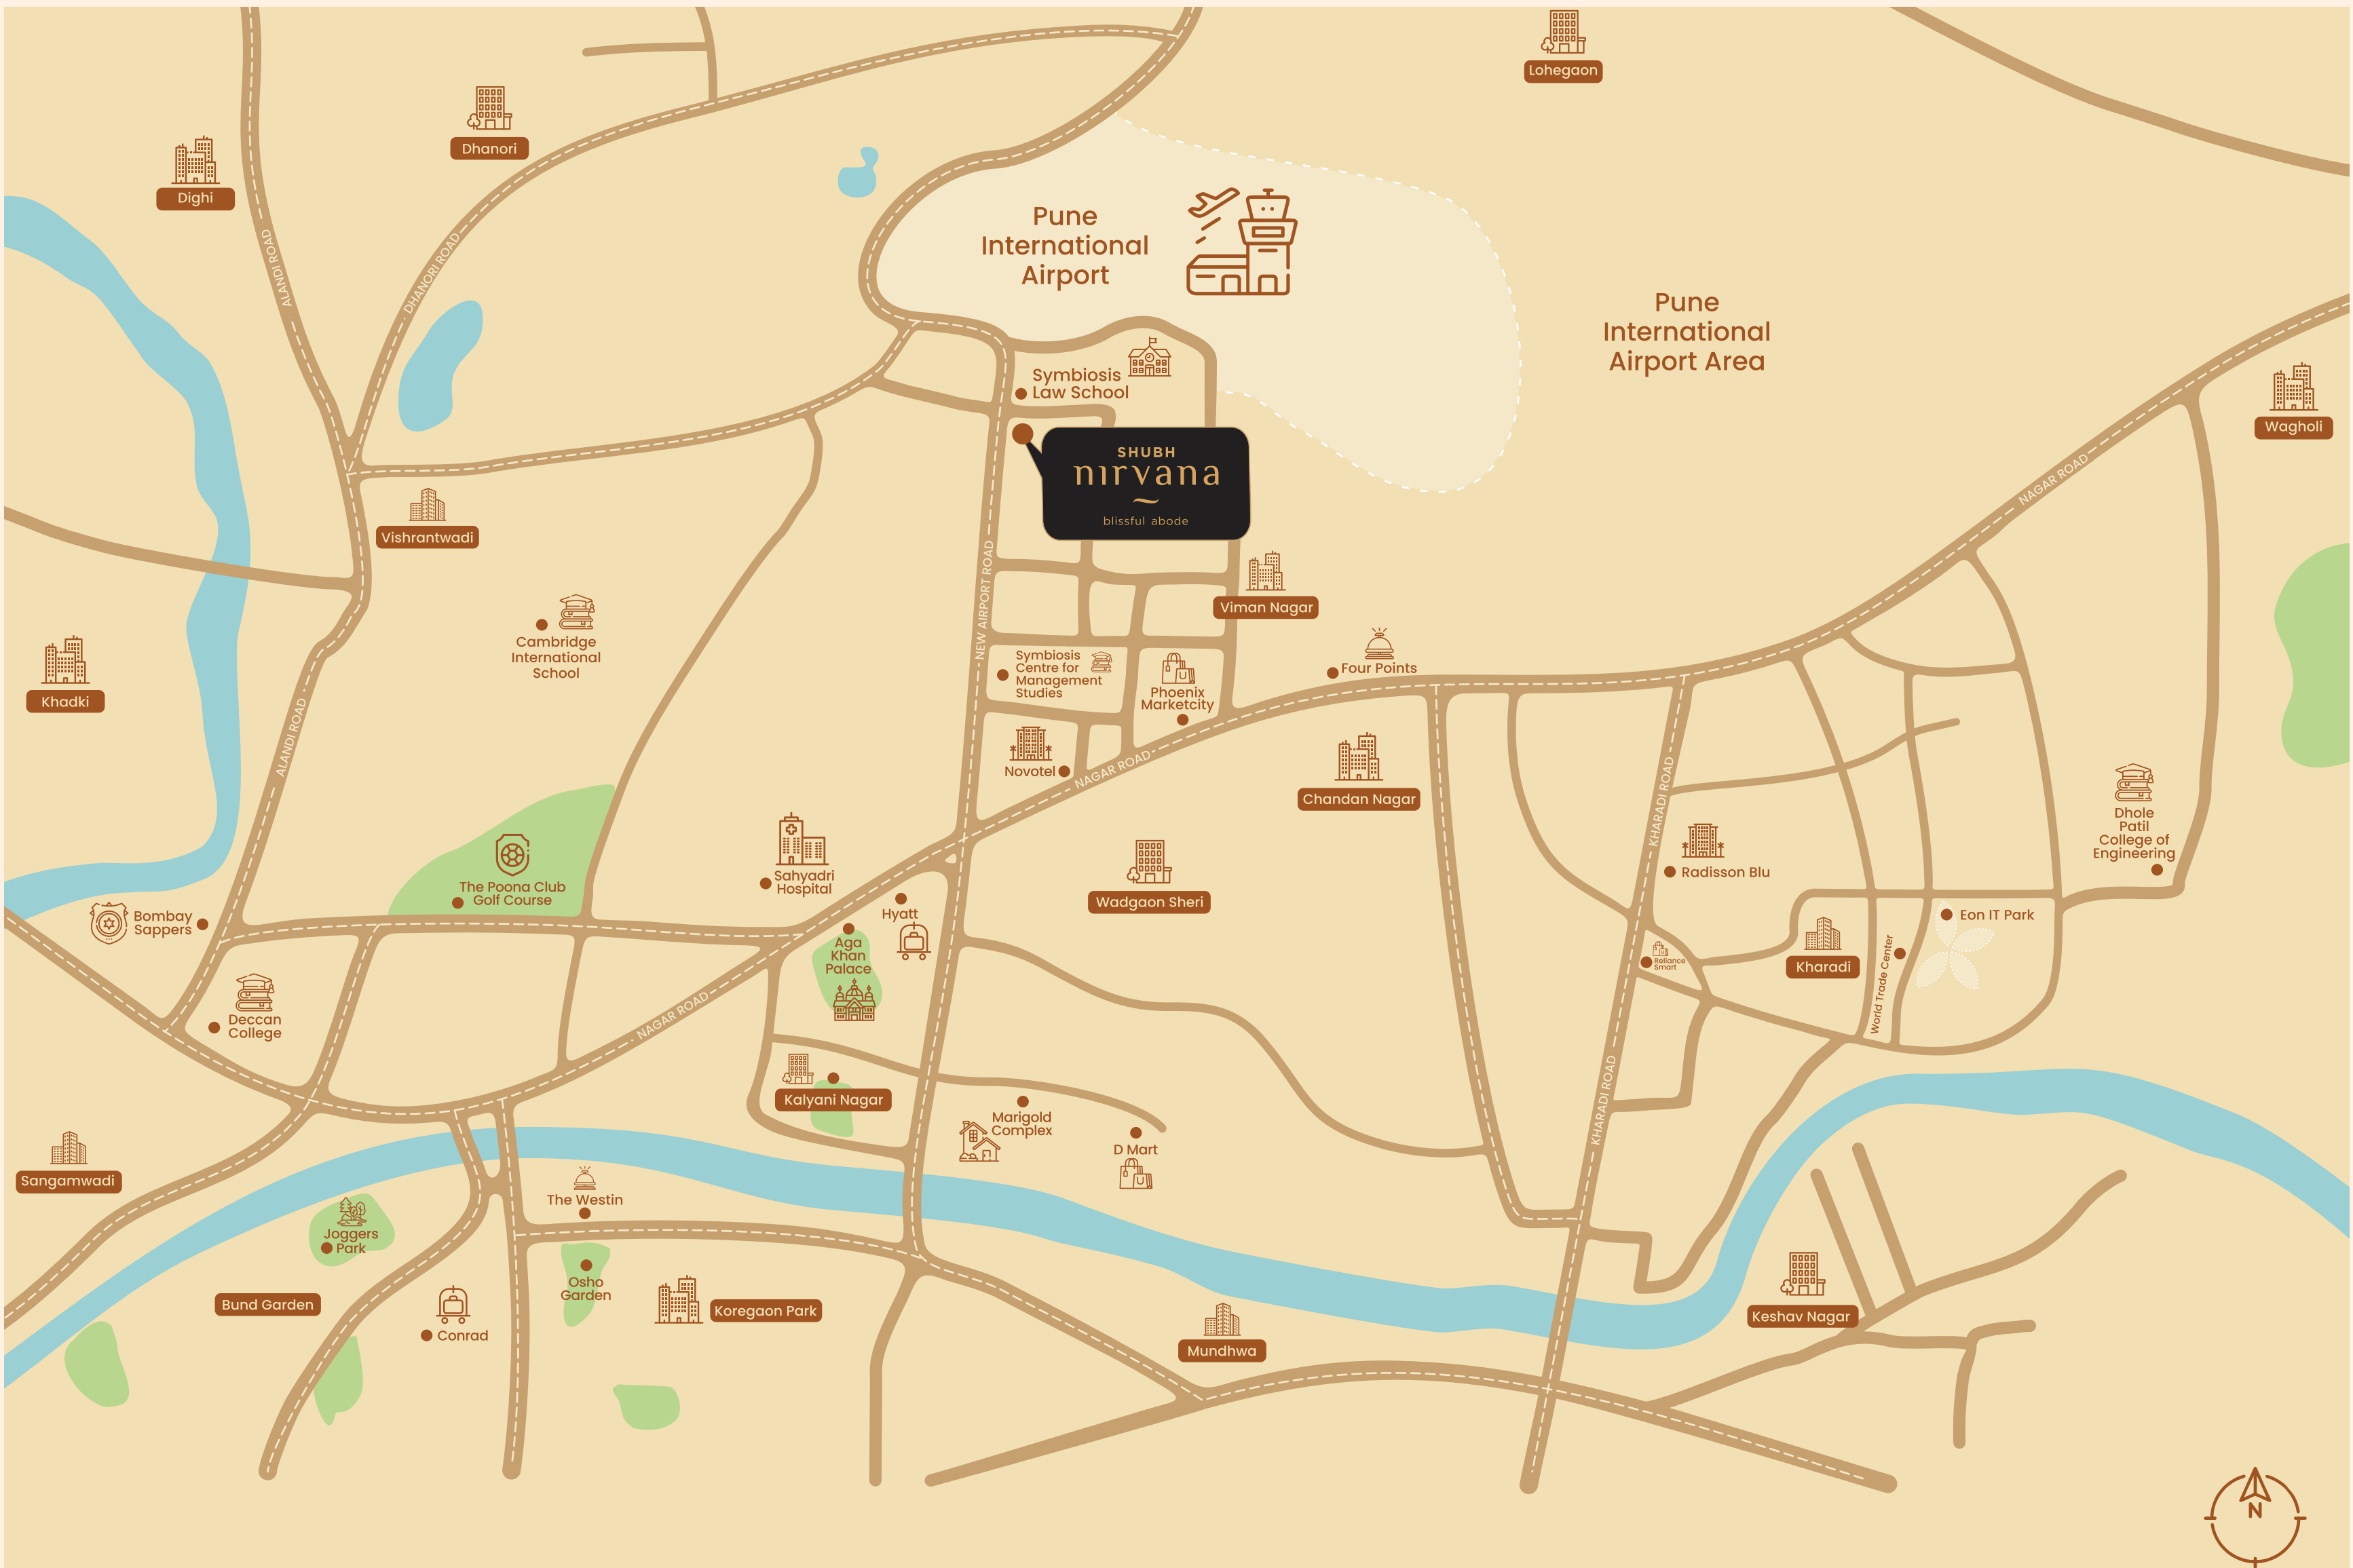 Lohegaon
Dhanori
Dighi
ALANDI ROAD
DHANORI ROAD
Pune
International
Airport
Pune
International
Airport Area
Symbiosis
Law School
SHUBH
nırvana
blissful abode
Wagholi
NAGAR ROAD
Vishrantwadi
NEW AIRPORT ROAD
Viman Nagar
Cambridge
International
School
Symbiosis
Centre for
Management
Studies
Phoenix
Marketcity
Four Points
Khadki
ALANDI ROAD
Novotel
NAGAR ROAD
Chandan Nagar
KHARADI ROAD
Radisson Blu
Dhole
Patil
College of
Engineering
The Poona Club
Golf Course
Sahyadri
Hospital
Wadgaon Sheri
Hyatt
Bombay
Sappers
Aga
Khan
Palace
Eon IT Park
Reliance
Smart
Kharadi
World Trade Center
Deccan
College
NAGAR ROAD
Kalyani Nagar
Marigold
Complex
D Mart
KHARADI ROAD
Sangamwadi
The Westin
Joggers
Park
Osho
Garden
Bund Garden
Conrad
Koregaon Park
Mundhwa
Keshav Nagar
N